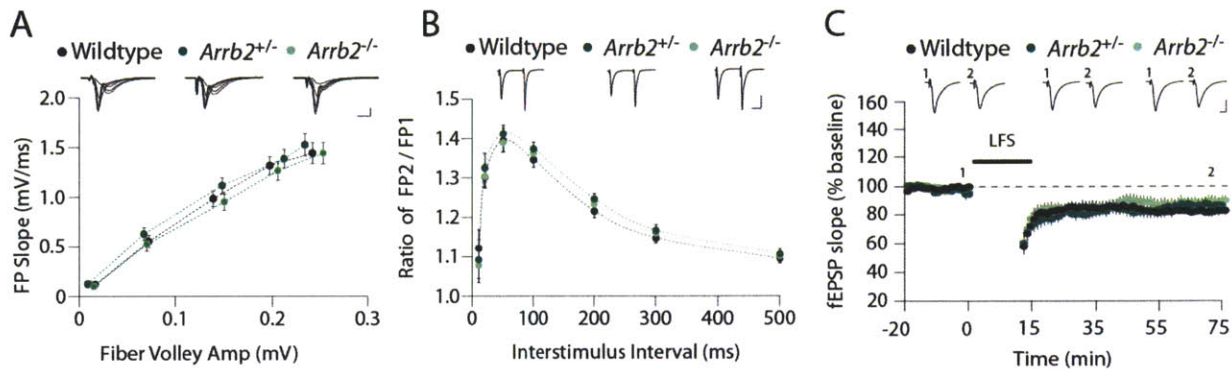 A
Wildtype Arrb2+/- Arrb2-/-
FP Slope (mV/ms)
2.0
1.5
1.0
0.5
0
0 0.1 0.2 0.3
Fiber Volley Amp (mV)
B
Wildtype Arrb2+/- Arrb2-/-
Ratio of FP2 / FP1
1.5
1.4
1.3
1.2
1.1
1.0
0 100 200 300 400 500
Interstimulus Interval (ms)
C
Wildtype Arrb2+/- Arrb2-/-
1 2 1 2 1 2
fEPSP slope (% baseline)
160
140
120
100
80
60
40
20
LFS
1 2
-20 0 15 35 55 75
Time (min)